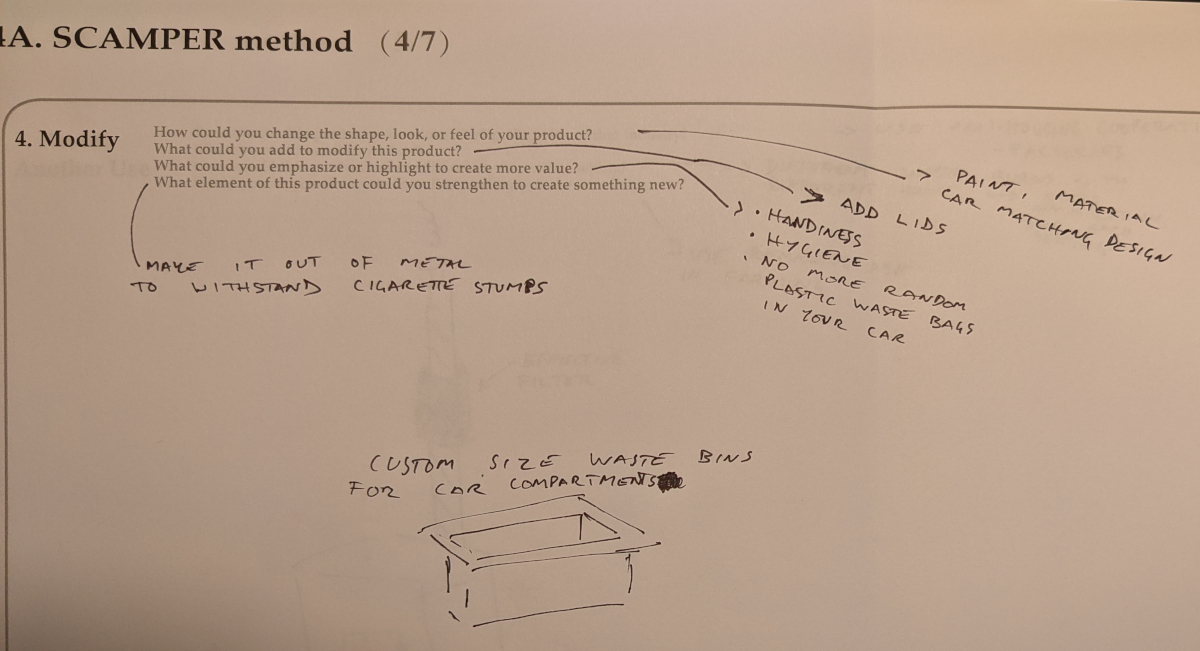 4A. SCAMPER method (4/7)
4. Modify
How could you change the shape, look, or feel of your product?
What could you add to modify this product?
What could you emphasize or highlight to create more value?
What element of this product could you strengthen to create something new?
PAINT, MATERIAL
CAR MATCHING DESIGN
ADD LIDS
• HANDINESS
• HYGIENE
• NO MORE RANDOM
PLASTIC WASTE BAGS
IN YOUR CAR
MAKE IT OUT OF METAL
TO WITHSTAND CIGARETTE STUMPS
CUSTOM SIZE WASTE BINS
FOR CAR COMPARTMENTS